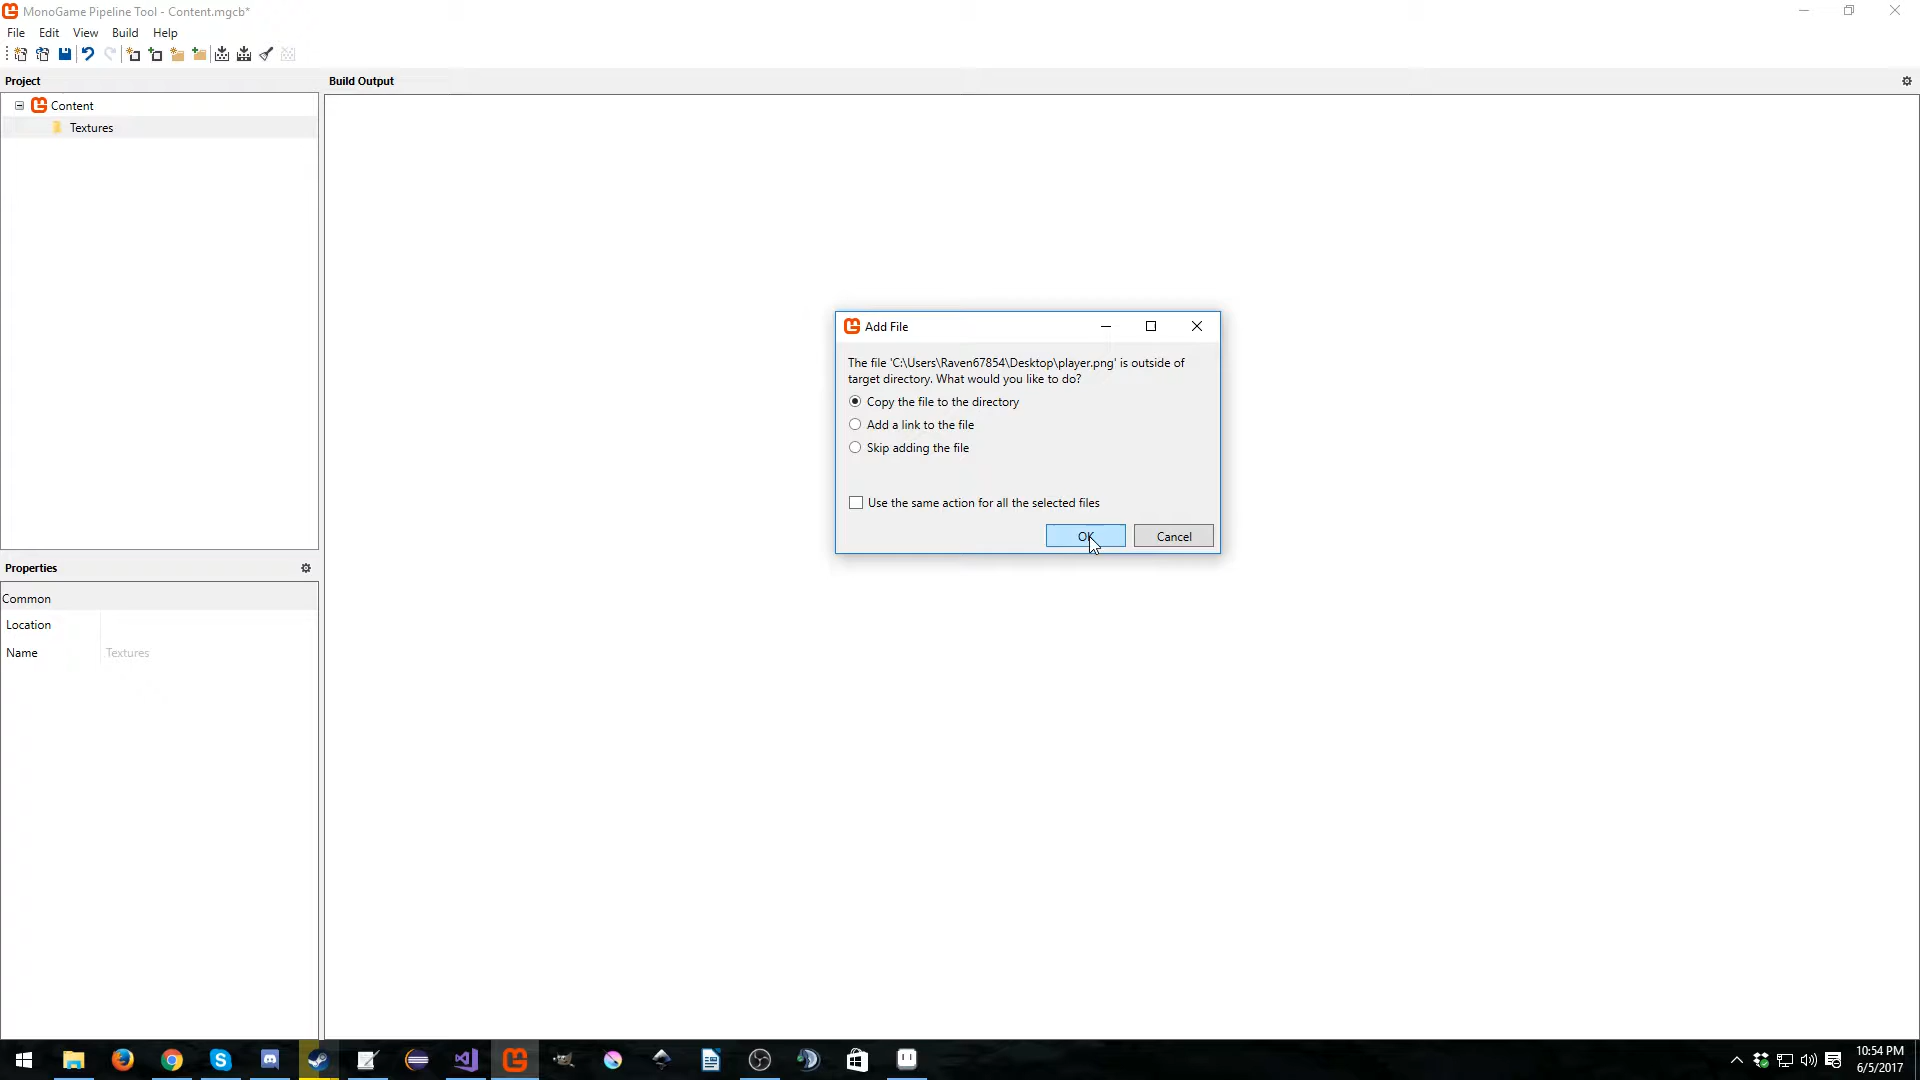 MonoGame Pipeline Tool - Content.mgcb*
File Edit View Build Help
Project
Build Output
Content
Textures
Add File
The file 'C:\Users\Raven67854\Desktop\player.png' is outside of
target directory. What would you like to do?
Copy the file to the directory
Add a link to the file
Skip adding the file
Use the same action for all the selected files
OK
Cancel
Properties
Common
Location
Name Textures
10:54 PM
6/5/2017